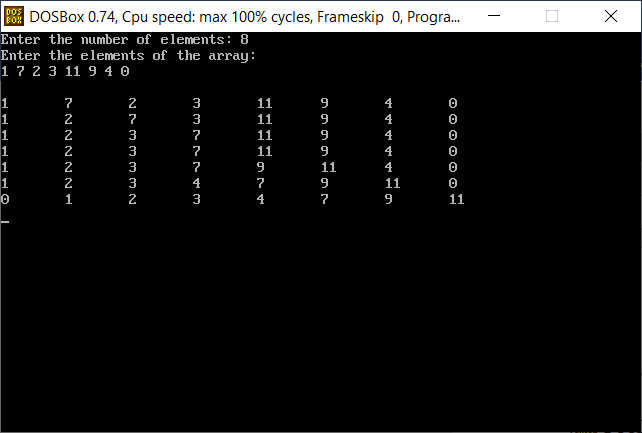 DOS BOX DOSBox 0.74, Cpu speed: max 100% cycles, Frameskip 0, Progra...
Enter the number of elements: 8
Enter the elements of the array:
1 7 2 3 11 9 4 0
1 7 2 3 11 9 4 0
1 2 7 3 11 9 4 0
1 2 3 7 11 9 4 0
1 2 3 7 11 9 4 0
1 2 3 7 9 11 4 0
1 2 3 4 7 9 11 0
0 1 2 3 4 7 9 11